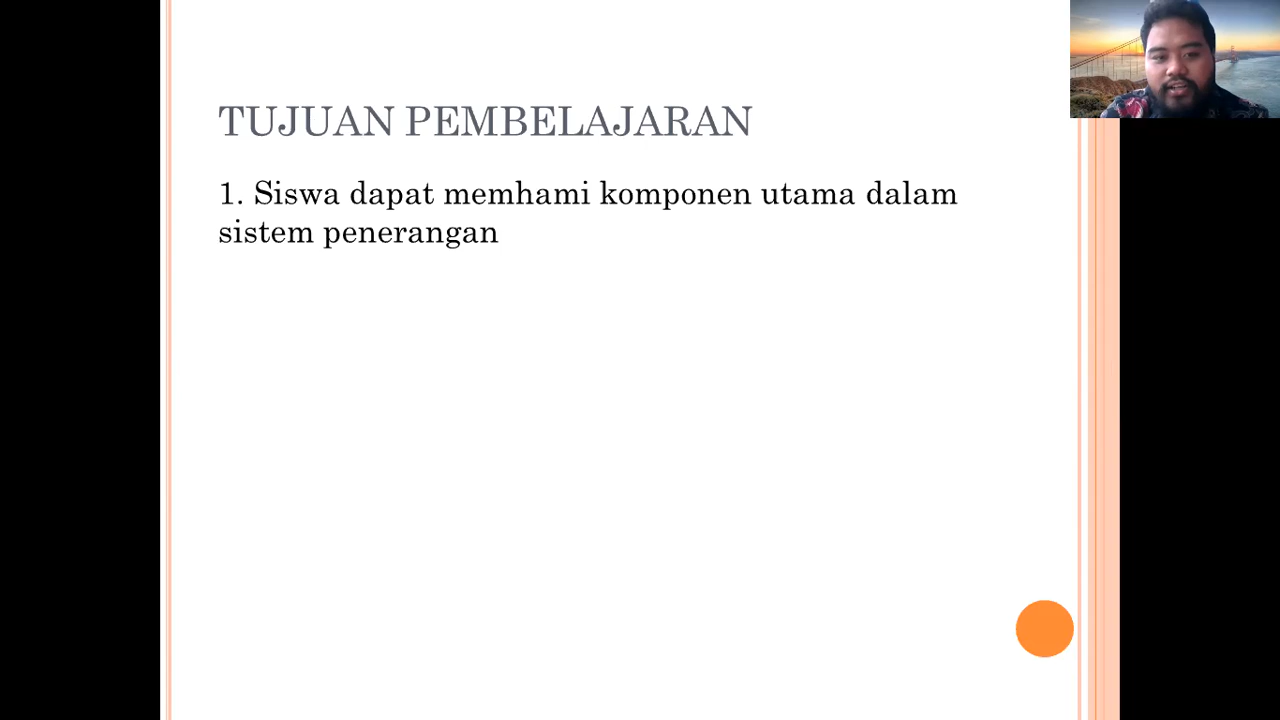 TUJUAN PEMBELAJARAN
1. Siswa dapat memhami komponen utama dalam
sistem penerangan